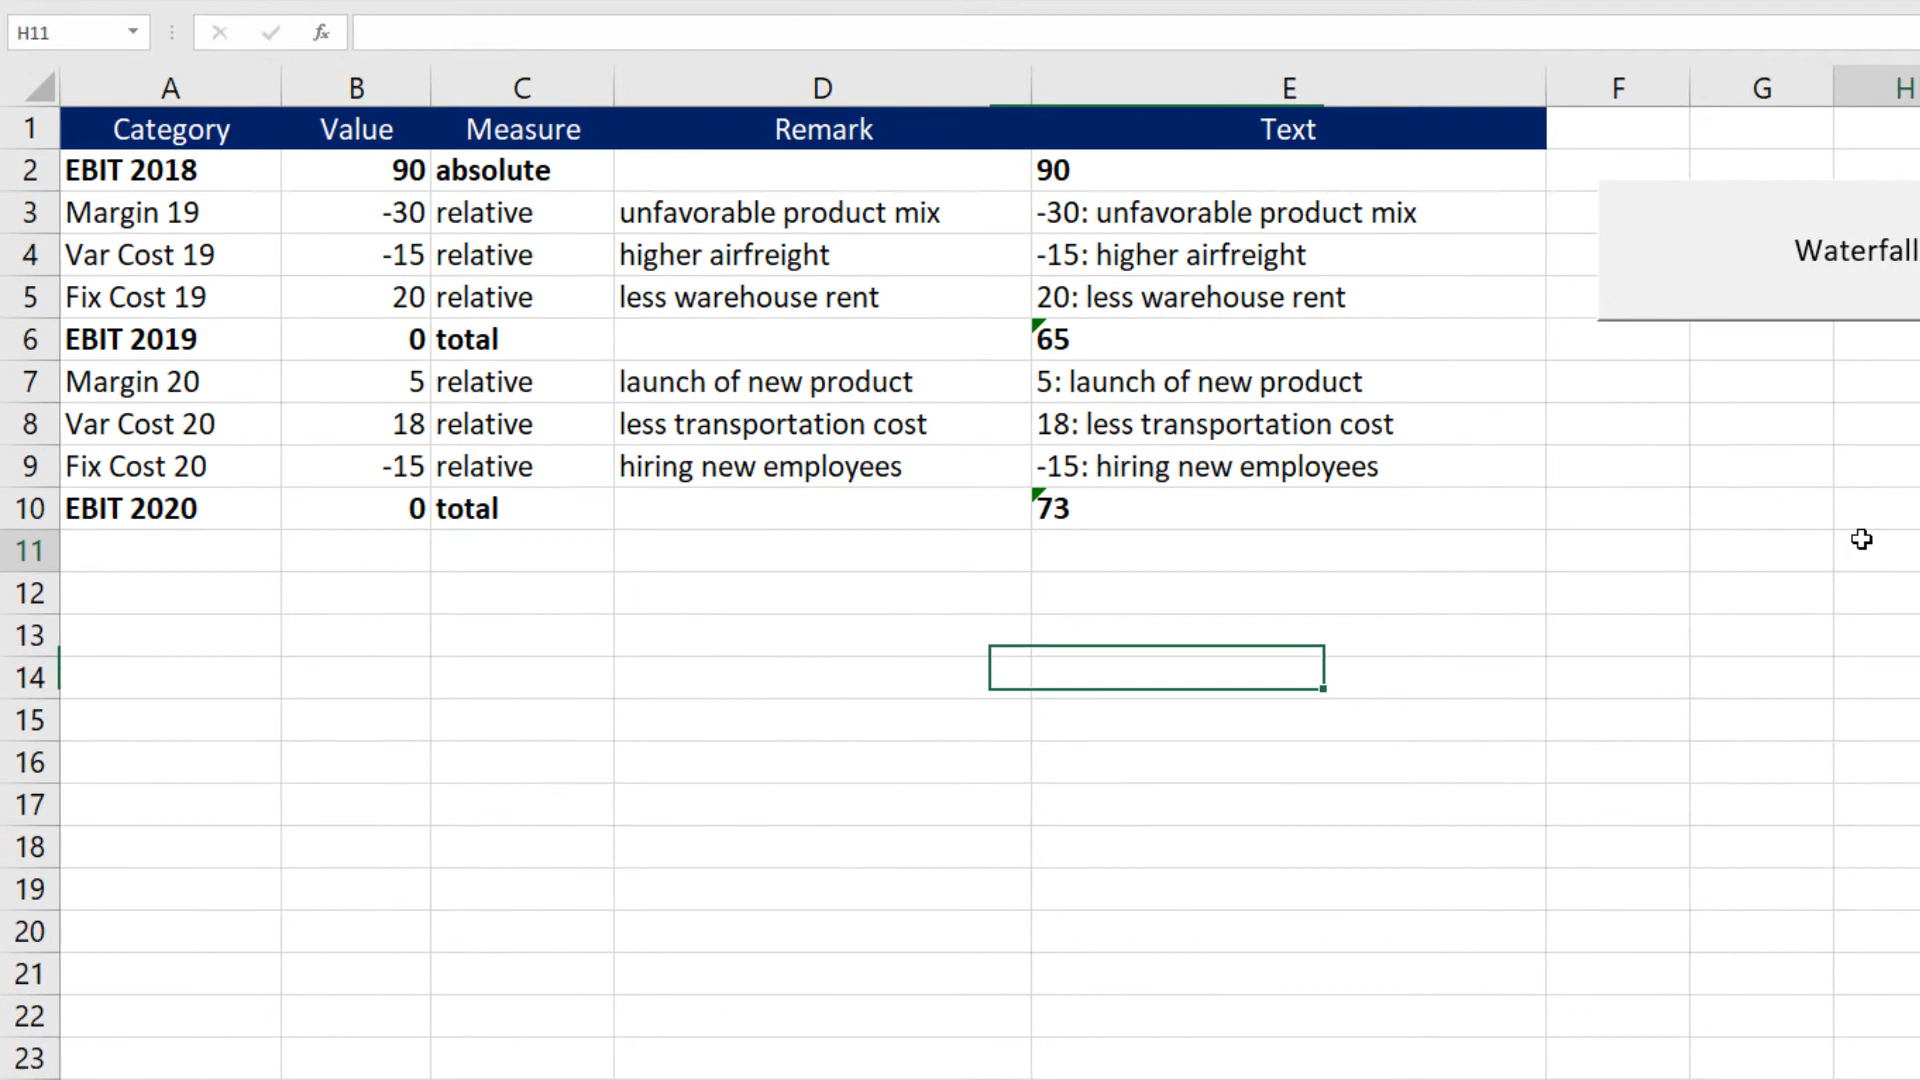 H11 fx
A B C D E F G H
1 Category Value Measure Remark Text
2 EBIT 2018 90 absolute 90
3 Margin 19 -30 relative unfavorable product mix -30: unfavorable product mix
4 Var Cost 19 -15 relative higher airfreight -15: higher airfreight Waterfall
5 Fix Cost 19 20 relative less warehouse rent 20: less warehouse rent
6 EBIT 2019 0 total 65
7 Margin 20 5 relative launch of new product 5: launch of new product
8 Var Cost 20 18 relative less transportation cost 18: less transportation cost
9 Fix Cost 20 -15 relative hiring new employees -15: hiring new employees
10 EBIT 2020 0 total 73
11
12
13
14
15
16
17
18
19
20
21
22
23